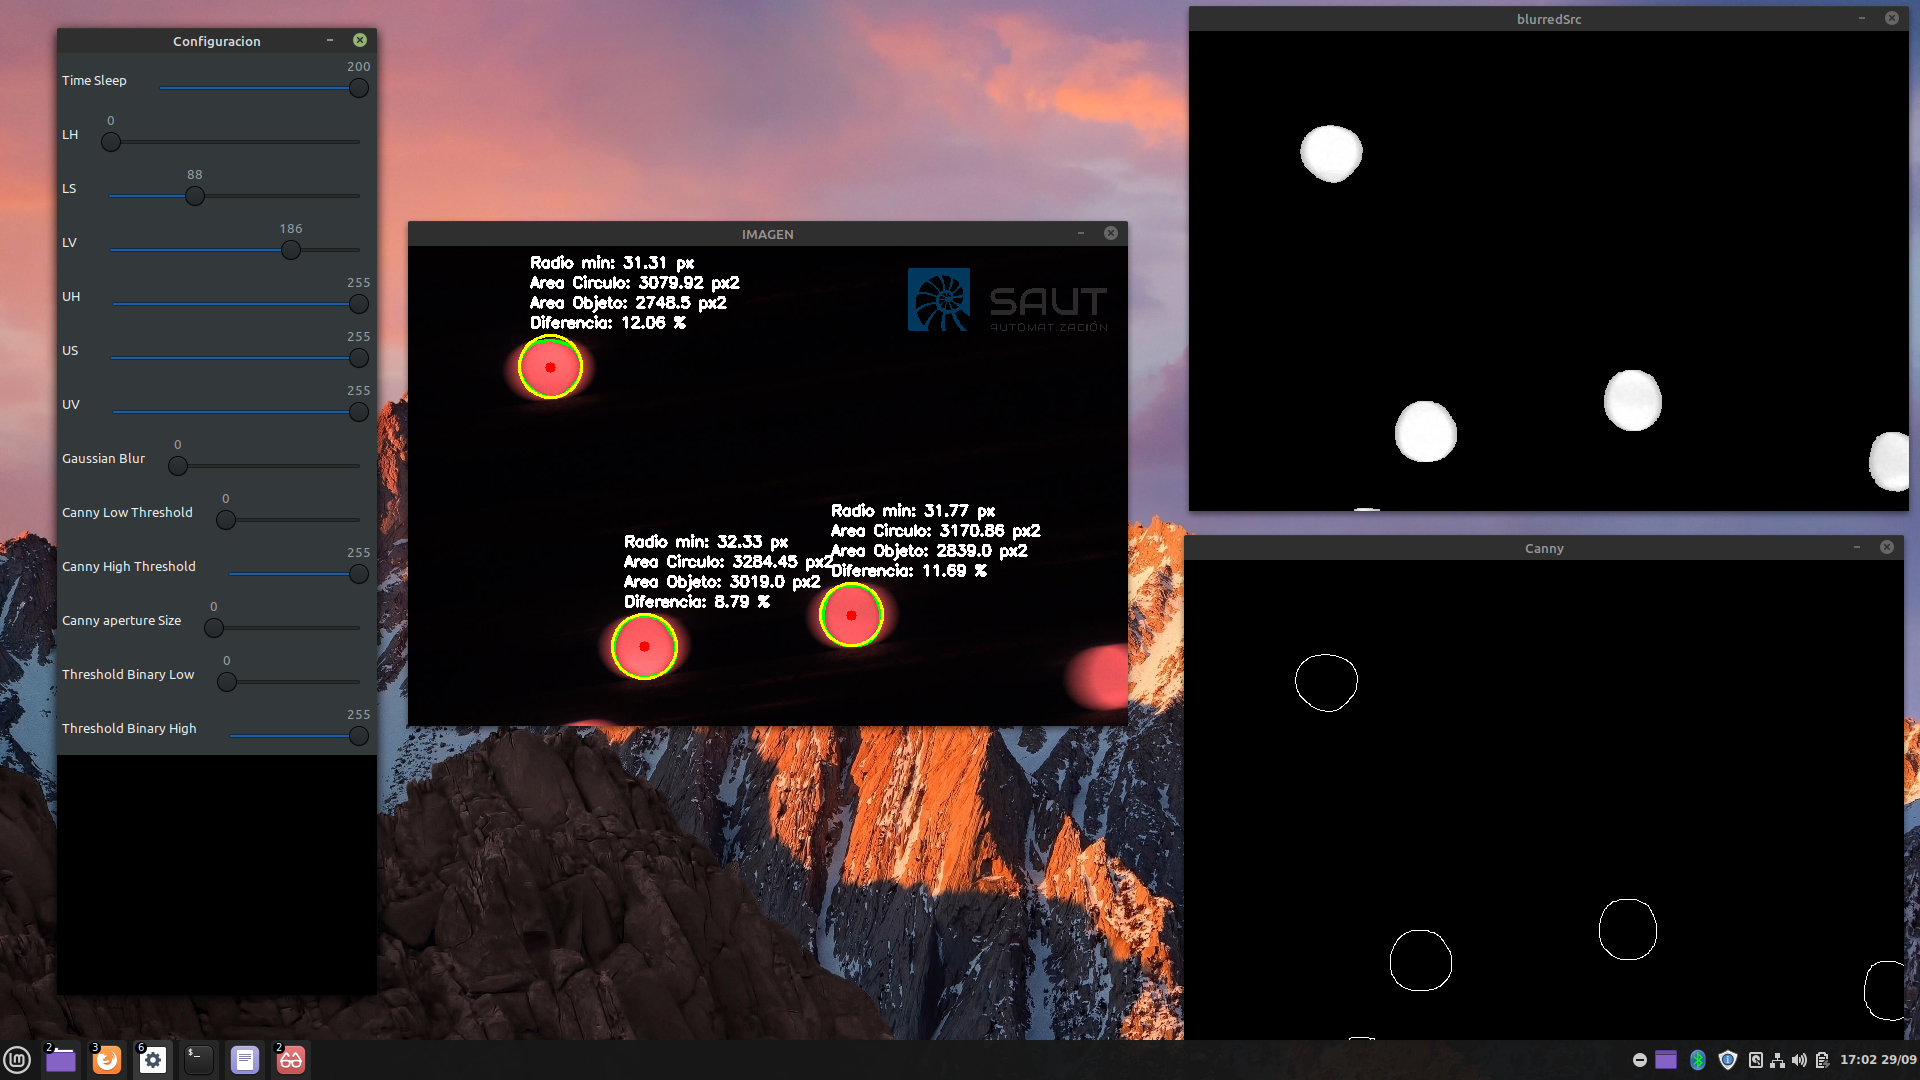 Configuracion
Time Sleep
200
LH
0
LS
88
LV
186
UH
255
US
255
UV
255
Gaussian Blur
0
Canny Low Threshold
0
Canny High Threshold
255
Canny aperture Size
0
Threshold Binary Low
0
Threshold Binary High
255
IMAGEN
Radio min: 31.31 px
Area Circulo: 3079.92 px2
Area Objeto: 2748.5 px2
Diferencia: 12.06 %
SAUT
AUTOMAT.ZACIÓN
Radio min: 32.33 px
Area Circulo: 3284.45 px2
Area Objeto: 3019.0 px2
Diferencia: 8.79 %
Radio min: 31.77 px
Area Circulo: 3170.86 px2
Area Objeto: 2839.0 px2
Diferencia: 11.69 %
blurredSrc
Canny
2
3
6
$_
2
17:02 29/09